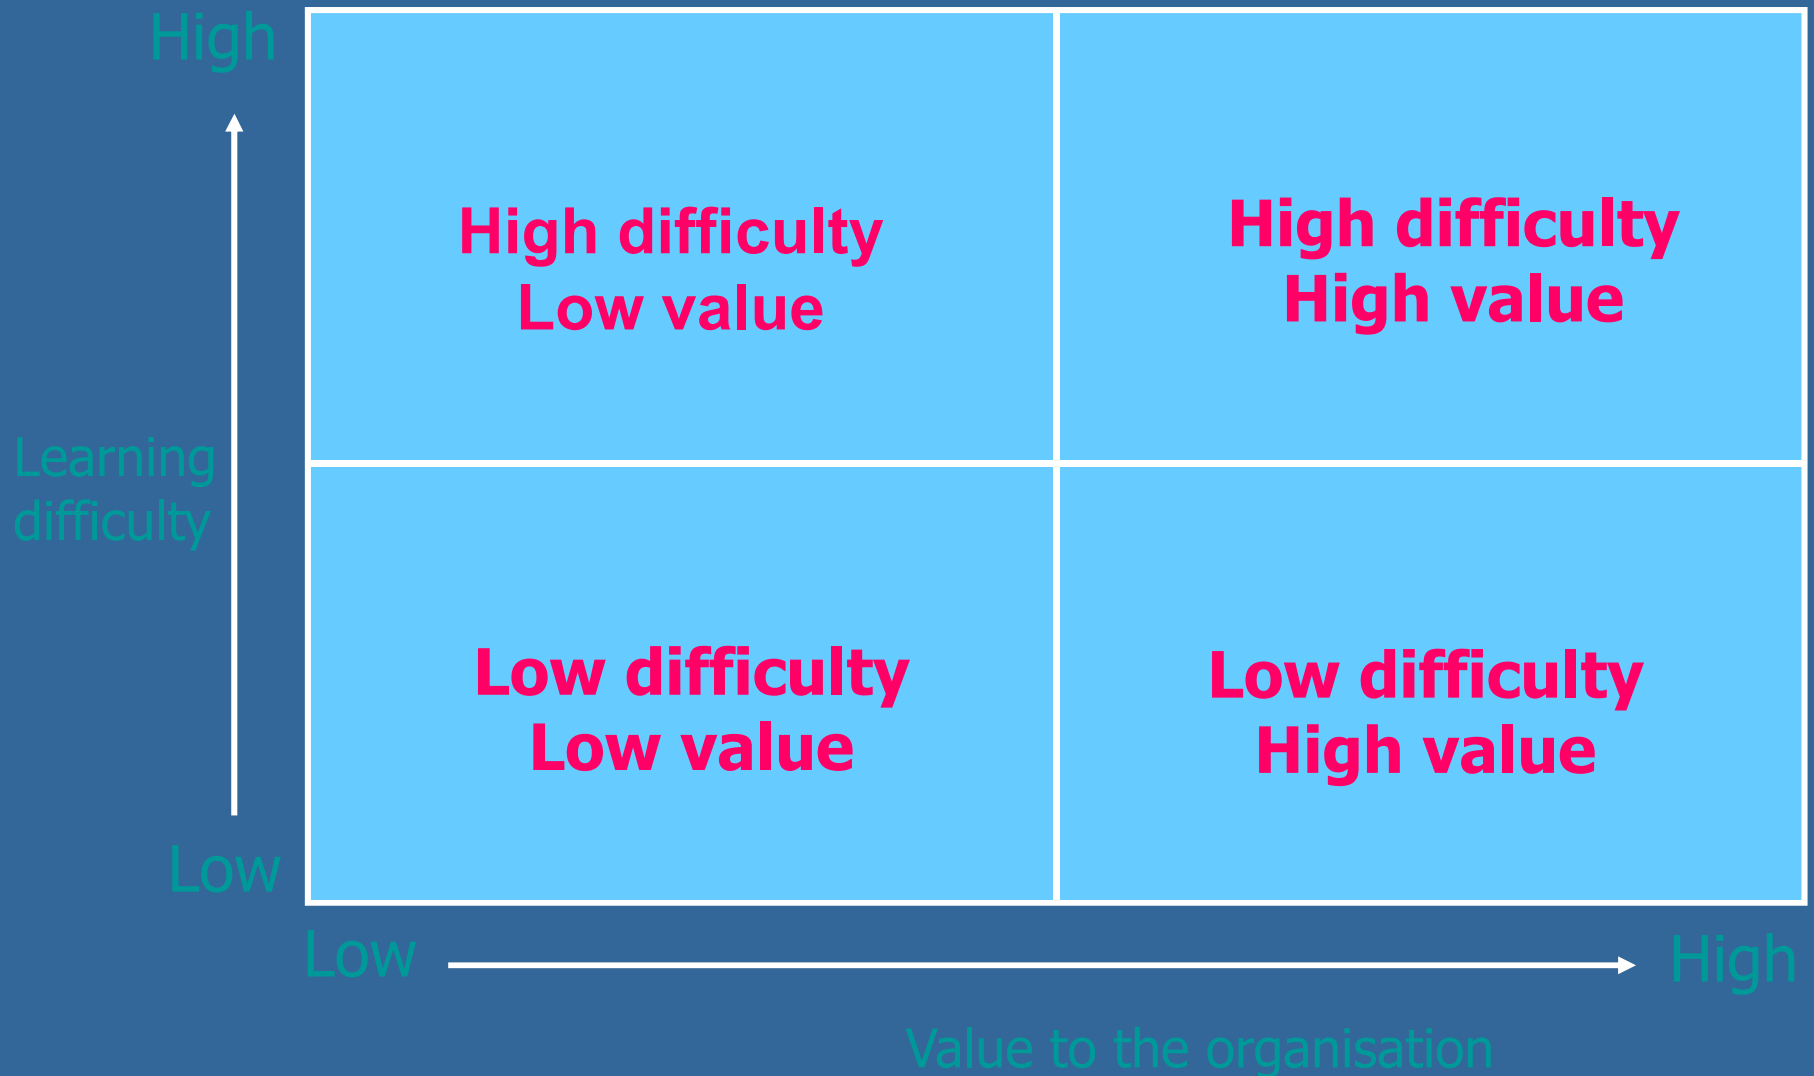 High
High difficulty
Low value
High difficulty
High value
Learning
difficulty
Low difficulty
Low value
Low difficulty
High value
Low
Low
High
Value to the organisation